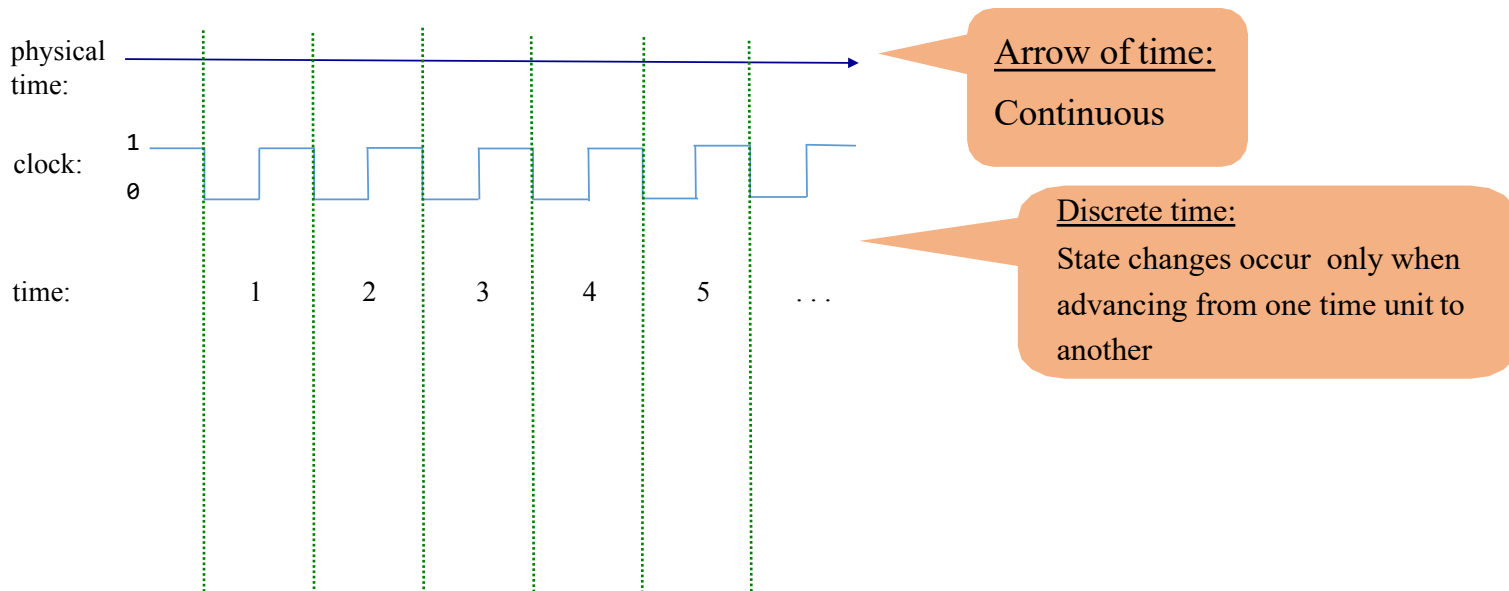 physical
time:
Arrow of time:
Continuous
clock:
1
0
Discrete time:
State changes occur only when
advancing from one time unit to
another
time:
1 2 3 4 5 . . .